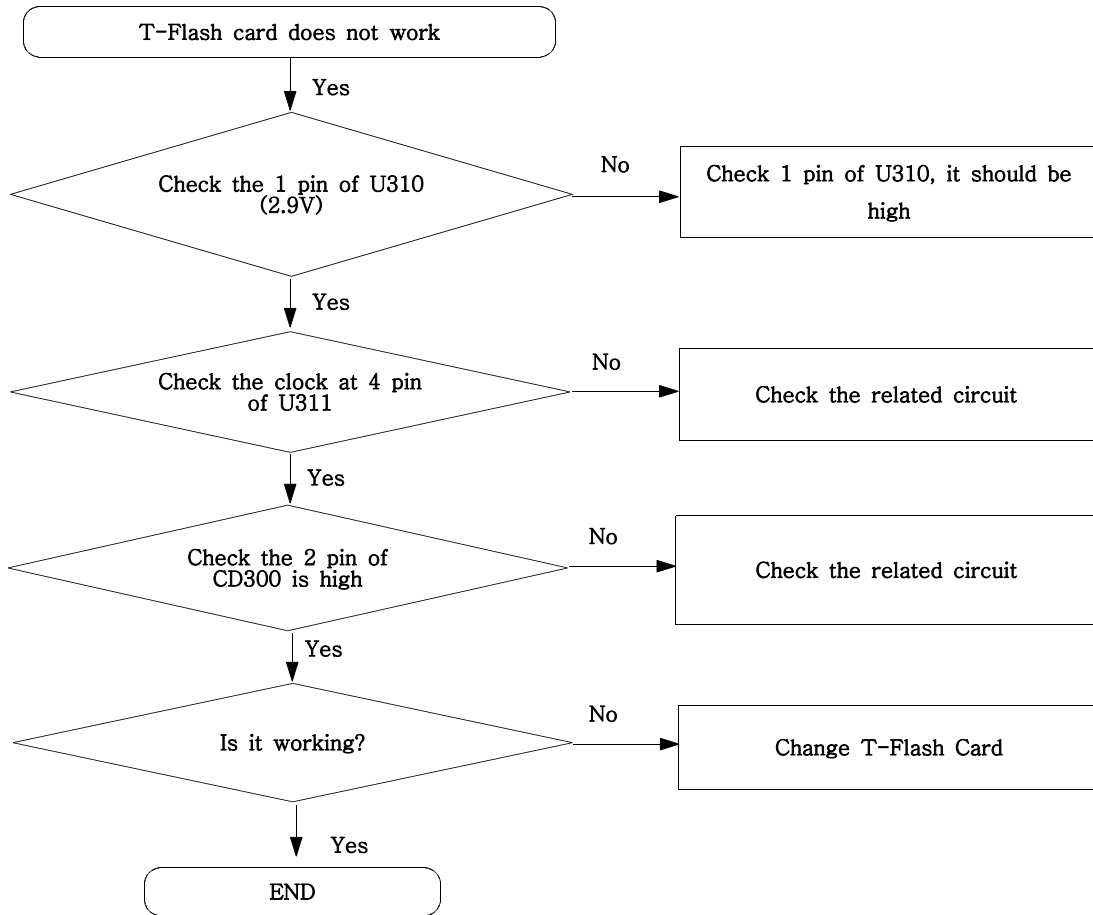 T-Flash card does not work
Yes
Check the 1 pin of U310
(2.9V)
No
Check 1 pin of U310, it should be
high
Yes
Check the clock at 4 pin
of U311
No
Check the related circuit
Yes
Check the 2 pin of
CD300 is high
No
Check the related circuit
Yes
Is it working?
No
Change T-Flash Card
Yes
END